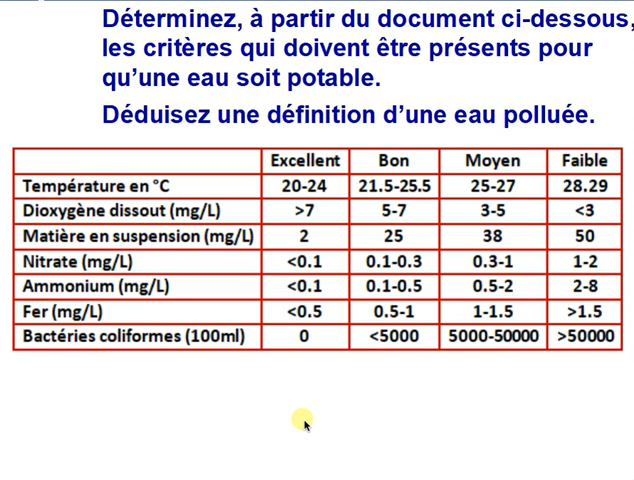 Déterminez, à partir du document ci-dessous,
les critères qui doivent être présents pour
qu’une eau soit potable.
Déduisez une définition d’une eau polluée.
Excellent Bon Moyen Faible
Température en °C 20-24 21.5-25.5 25-27 28.29
Dioxygène dissout (mg/L) >7 5-7 3-5 <3
Matière en suspension (mg/L) 2 25 38 50
Nitrate (mg/L) <0.1 0.1-0.3 0.3-1 1-2
Ammonium (mg/L) <0.1 0.1-0.5 0.5-2 2-8
Fer (mg/L) <0.5 0.5-1 1-1.5 >1.5
Bactéries coliformes (100ml) 0 <5000 5000-50000 >50000